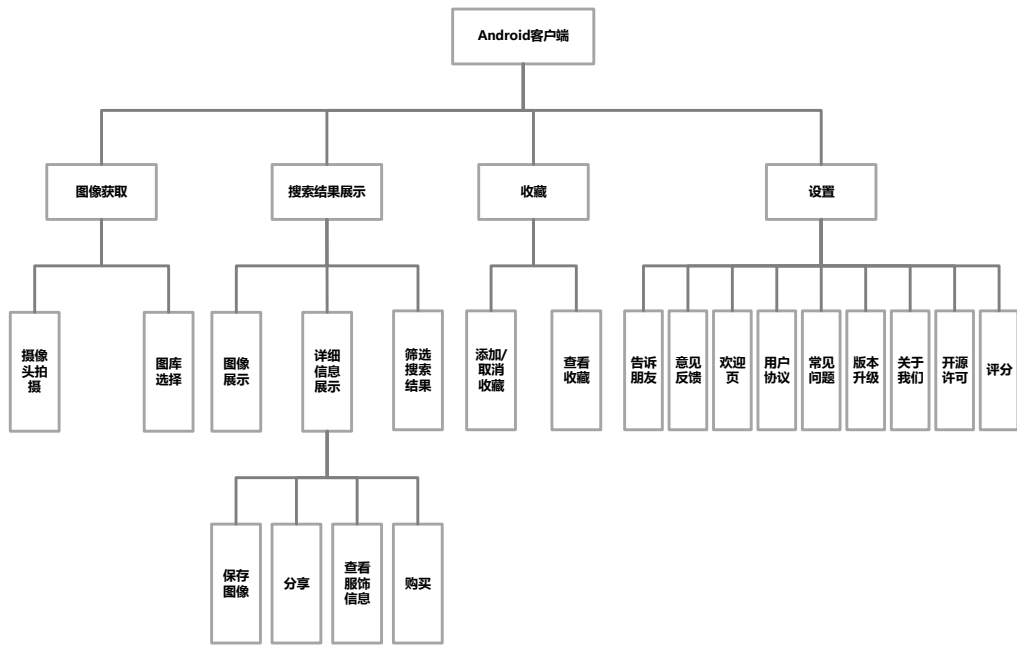 Android客户端
图像获取
搜索结果展示
收藏
设置
摄像
头拍
摄
图库
选择
图像
展示
详细
信息
展示
筛选
搜索
结果
添加/
取消
收藏
查看
收藏
告诉
朋友
意见
反馈
欢迎
页
用户
协议
常见
问题
版本
升级
关于
我们
开源
许可
评分
保存
图像
分享
查看
服饰
信息
购买